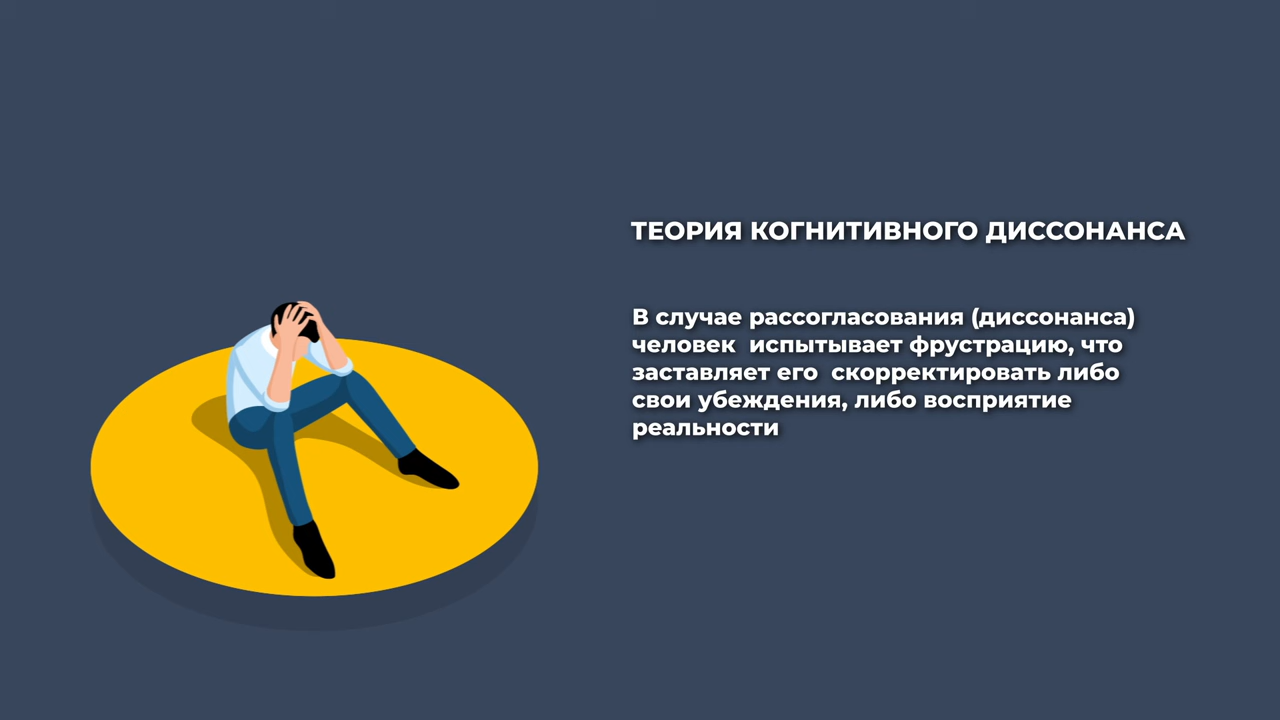 ТЕОРИЯ КОГНИТИВНОГО ДИССОНАНСА
В случае рассогласования (диссонанса)
человек  испытывает фрустрацию, что
заставляет его  скорректировать либо
свои убеждения, либо восприятие
реальности